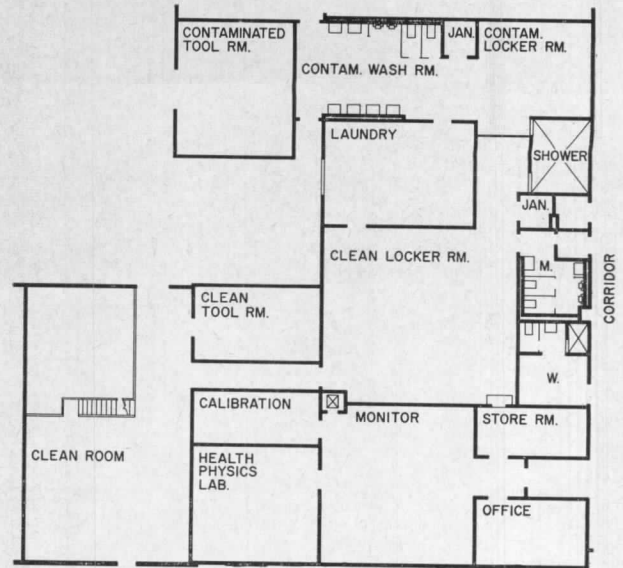 CONTAMINATED
TOOL RM.
JAN.
CONTAM.
LOCKER RM.
CONTAM. WASH RM.
LAUNDRY
SHOWER
JAN.
CLEAN LOCKER RM.
M.
CORRIDOR
CLEAN
TOOL RM.
W.
CALIBRATION
MONITOR
STORE RM.
CLEAN ROOM
HEALTH
PHYSICS
LAB.
OFFICE